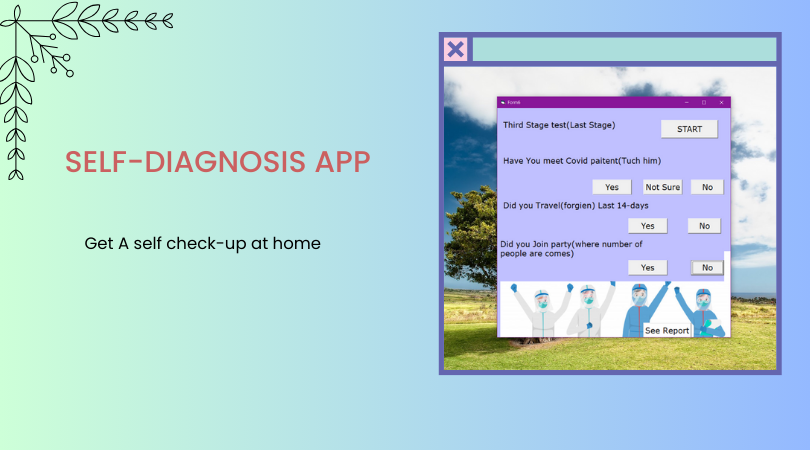 SELF-DIAGNOSIS APP
Get A self check-up at home
Third Stage test(Last Stage)
START
Have You meet Covid paitent(Tuch him)
Yes
Not Sure
No
Did you Travel(forgien) Last 14-days
Yes
No
Did you Join party(where number of
people are comes)
Yes
No
See Report